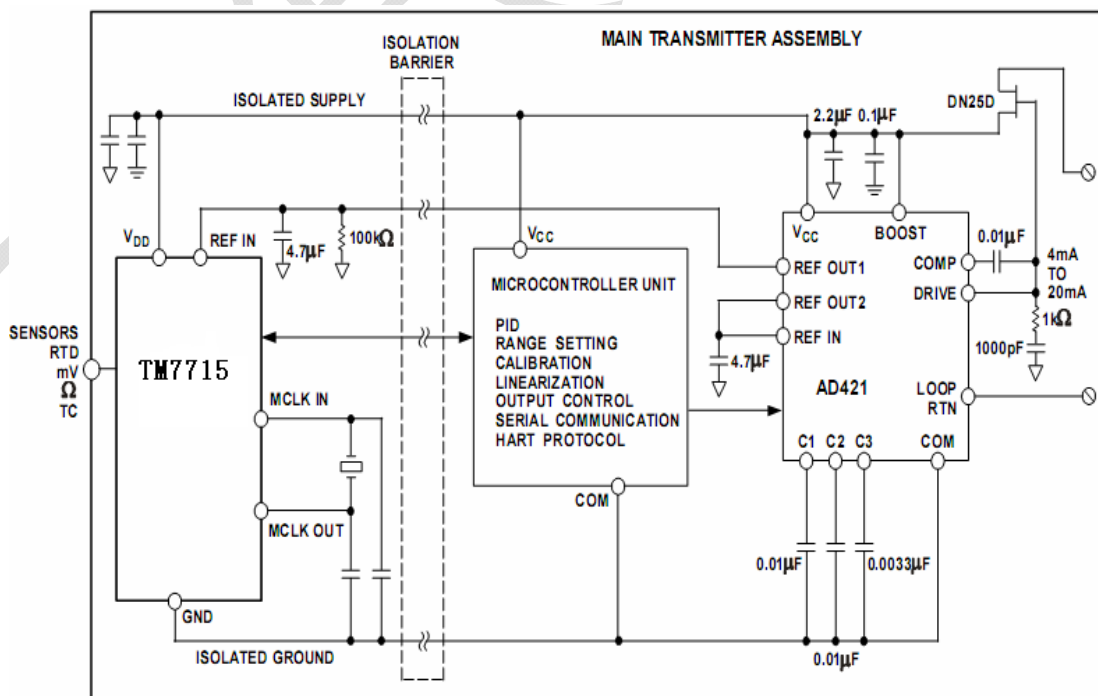 MAIN TRANSMITTER ASSEMBLY
ISOLATION
BARRIER
ISOLATED SUPPLY
DN25D
2.2μF 0.1μF
VDD
REF IN
4.7μF
100kΩ
VCC
VCC
BOOST
0.01μF
COMP
4mA
TO
20mA
DRIVE
1kΩ
1000pF
REF OUT1
REF OUT2
REF IN
4.7μF
AD421
LOOP
RTN
C1 C2 C3 COM
MICROCONTROLLER UNIT
PID
RANGE SETTING
CALIBRATION
LINEARIZATION
OUTPUT CONTROL
SERIAL COMMUNICATION
HART PROTOCOL
COM
SENSORS
RTD
mV
Ω
TC
TM7715
MCLK IN
MCLK OUT
GND
ISOLATED GROUND
0.01μF
0.0033μF
0.01μF